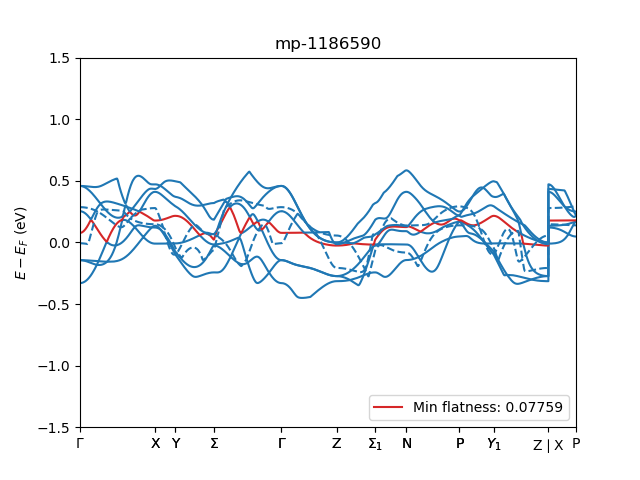 mp-1186590
E − E_F (eV)
1.5
1.0
0.5
0.0
−0.5
−1.0
−1.5
Min flatness: 0.07759
Γ X Y Σ Γ Z Σ₁ N P Y₁ Z | X P